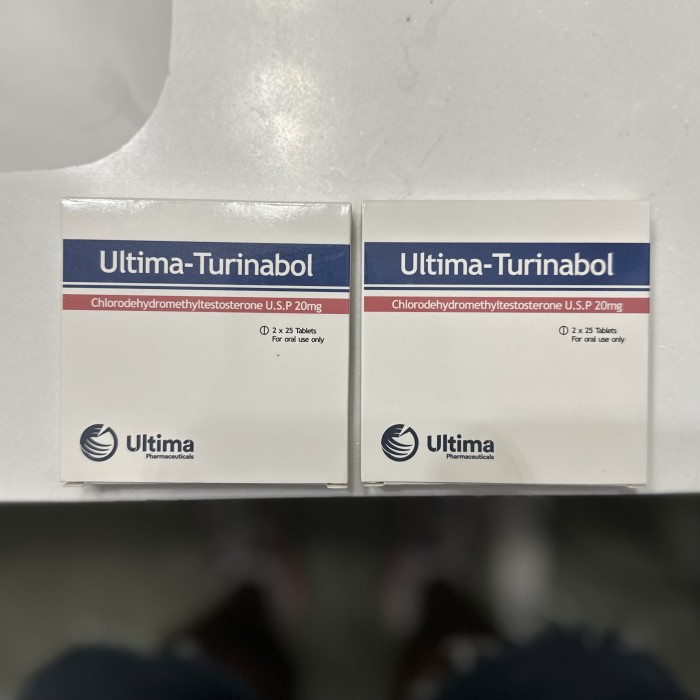 Ultima-Turinabol
Chlorodehydromethyltestosterone U.S.P 20mg
2 x 25 Tablets
For oral use only
Ultima
Pharmaceuticals
Ultima-Turinabol
Chlorodehydromethyltestosterone U.S.P 20mg
2 x 25 Tablets
For oral use only
Ultima
Pharmaceuticals